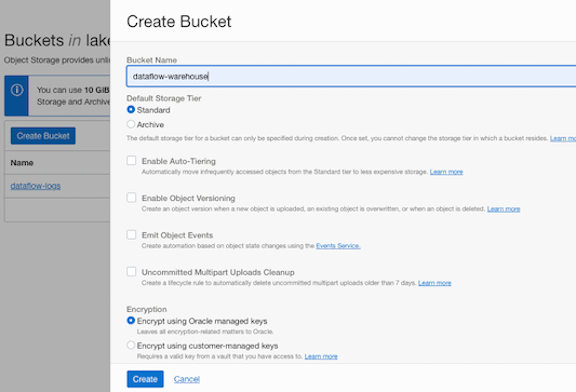 Create Bucket
Buckets in lake
Object Storage provides unli
You can use 10 GiB
Storage and Archive
Create Bucket
Name
dataflow-logs
Bucket Name
dataflow-warehouse
Default Storage Tier
Standard
Archive
The default storage tier for a bucket can only be specified during creation. Once set, you cannot change the storage tier in which a bucket resides. Learn mo
Enable Auto-Tiering
Automatically move infrequently accessed objects from the Standard tier to less expensive storage. Learn more
Enable Object Versioning
Create an object version when a new object is uploaded, an existing object is overwritten, or when an object is deleted. Learn more
Emit Object Events
Create automation based on object state changes using the Events Service.
Uncommitted Multipart Uploads Cleanup
Create a lifecycle rule to automatically delete uncommitted multipart uploads older than 7 days. Learn more
Encryption
Encrypt using Oracle managed keys
Leaves all encryption-related matters to Oracle.
Encrypt using customer-managed keys
Requires a valid key from a vault that you have access to. Learn more
Create
Cancel